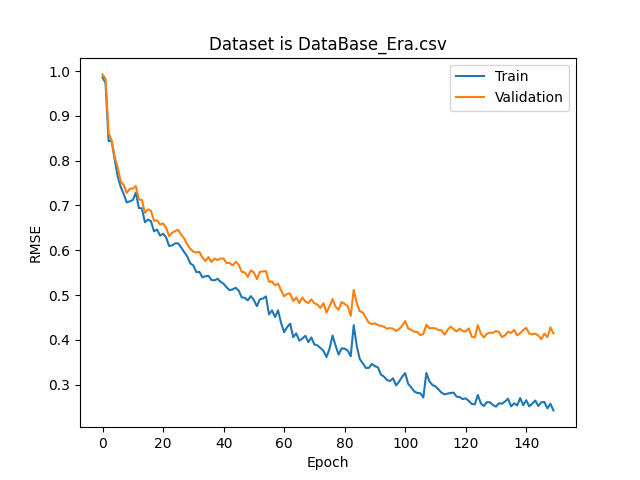 Dataset is DataBase_Era.csv
Train
Validation
RMSE
1.0
0.9
0.8
0.7
0.6
0.5
0.4
0.3
0 20 40 60 80 100 120 140
Epoch